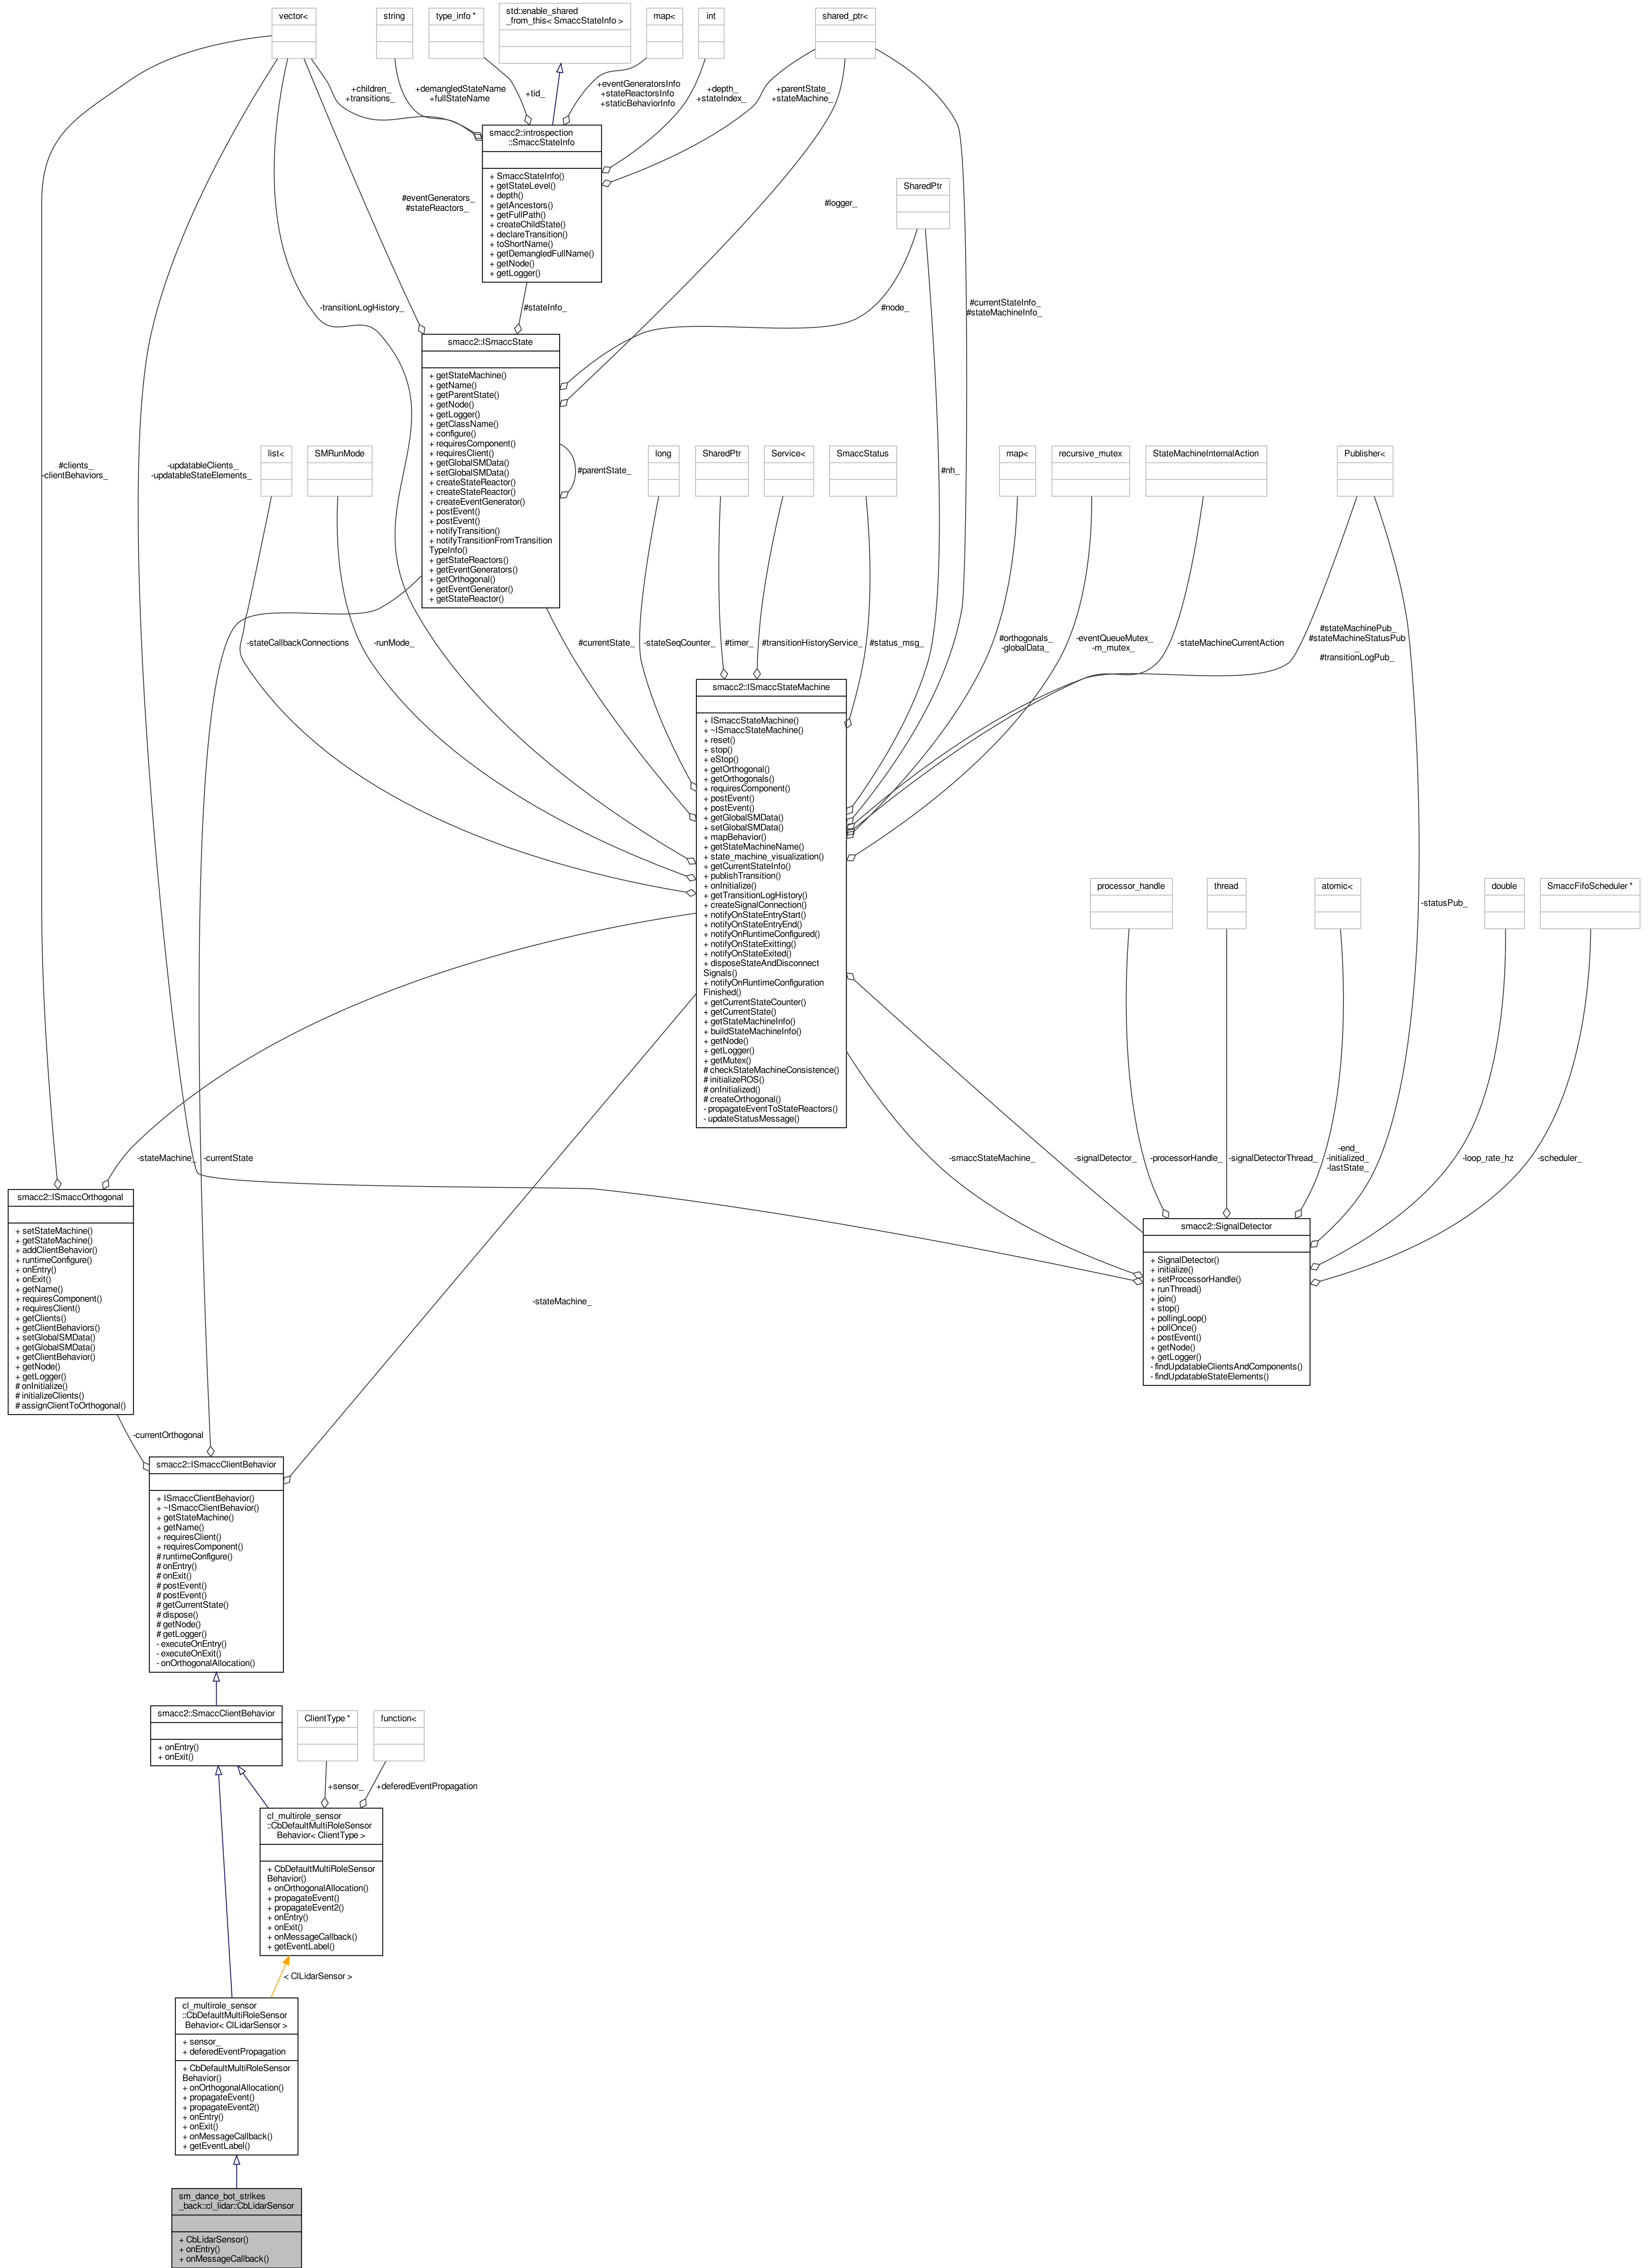 vector<
string
type_info *
std::enable_shared
_from_this< SmaccStateInfo >
map<
int
shared_ptr<
+children_
+transitions_
+demangledStateName
+fullStateName
+tid_
+eventGeneratorsInfo
+stateReactorsInfo
+staticBehaviorInfo
+depth_
+stateIndex_
+parentState_
+stateMachine_
smacc2::introspection
::SmaccStateInfo
+ SmaccStateInfo()
+ getStateLevel()
+ depth()
+ getAncestors()
+ getFullPath()
+ createChildState()
+ declareTransition()
+ toShortName()
+ getDemangledFullName()
+ getNode()
+ getLogger()
SharedPtr
#eventGenerators_
#stateReactors_
#logger_
-transitionLogHistory_
#stateInfo_
#node_
#currentStateInfo_
#stateMachineInfo_
smacc2::ISmaccState
+ getStateMachine()
+ getName()
+ getParentState()
+ getNode()
+ getLogger()
+ getClassName()
+ configure()
+ requiresComponent()
+ requiresClient()
+ getGlobalSMData()
+ setGlobalSMData()
+ createStateReactor()
+ createStateReactor()
+ createEventGenerator()
+ postEvent()
+ postEvent()
+ notifyTransition()
+ notifyTransitionFromTransition
TypeInfo()
+ getStateReactors()
+ getEventGenerators()
+ getOrthogonal()
+ getEventGenerator()
+ getStateReactor()
#parentState_
#clients_
-clientBehaviors_
-updatableClients_
-updatableStateElements_
list<
SMRunMode
long
SharedPtr
Service<
SmaccStatus
#nh_
map<
recursive_mutex
StateMachineInternalAction
Publisher<
-stateCallbackConnections
-runMode_
#currentState_
-stateSeqCounter_
#timer_
#transitionHistoryService_
#status_msg_
#orthogonals_
-globalData_
-eventQueueMutex_
-m_mutex_
-stateMachineCurrentAction
#stateMachinePub_
#stateMachineStatusPub
_
#transitionLogPub_
smacc2::ISmaccStateMachine
+ ISmaccStateMachine()
+ ~ISmaccStateMachine()
+ reset()
+ stop()
+ eStop()
+ getOrthogonal()
+ getOrthogonals()
+ requiresComponent()
+ postEvent()
+ postEvent()
+ getGlobalSMData()
+ setGlobalSMData()
+ mapBehavior()
+ getStateMachineName()
+ state_machine_visualization()
+ getCurrentStateInfo()
+ publishTransition()
+ onInitialize()
+ getTransitionLogHistory()
+ createSignalConnection()
+ notifyOnStateEntryStart()
+ notifyOnStateEntryEnd()
+ notifyOnRuntimeConfigured()
+ notifyOnStateExitting()
+ notifyOnStateExited()
+ disposeStateAndDisconnect
Signals()
+ notifyOnRuntimeConfiguration
Finished()
+ getCurrentStateCounter()
+ getCurrentState()
+ getStateMachineInfo()
+ buildStateMachineInfo()
+ getNode()
+ getLogger()
+ getMutex()
# checkStateMachineConsistence()
# initializeROS()
# onInitialized()
# createOrthogonal()
- propagateEventToStateReactors()
- updateStatusMessage()
processor_handle
thread
atomic<
double
SmaccFifoScheduler *
-statusPub_
-stateMachine_
-currentState
-smaccStateMachine_
-signalDetector_
-processorHandle_
-signalDetectorThread_
-end_
-initialized_
-lastState_
-loop_rate_hz
-scheduler_
smacc2::ISmaccOrthogonal
+ setStateMachine()
+ getStateMachine()
+ addClientBehavior()
+ runtimeConfigure()
+ onEntry()
+ onExit()
+ getName()
+ requiresComponent()
+ requiresClient()
+ getClients()
+ getClientBehaviors()
+ setGlobalSMData()
+ getGlobalSMData()
+ getClientBehavior()
+ getNode()
+ getLogger()
# onInitialize()
# initializeClients()
# assignClientToOrthogonal()
smacc2::SignalDetector
+ SignalDetector()
+ initialize()
+ setProcessorHandle()
+ runThread()
+ join()
+ stop()
+ pollingLoop()
+ pollOnce()
+ postEvent()
+ getNode()
+ getLogger()
- findUpdatableClientsAndComponents()
- findUpdatableStateElements()
-stateMachine_
-currentOrthogonal
smacc2::ISmaccClientBehavior
+ ISmaccClientBehavior()
+ ~ISmaccClientBehavior()
+ getStateMachine()
+ getName()
+ requiresClient()
+ requiresComponent()
# runtimeConfigure()
# onEntry()
# onExit()
# postEvent()
# postEvent()
# getCurrentState()
# dispose()
# getNode()
# getLogger()
- executeOnEntry()
- executeOnExit()
- onOrthogonalAllocation()
smacc2::SmaccClientBehavior
+ onEntry()
+ onExit()
ClientType *
function<
+sensor_
+deferedEventPropagation
cl_multirole_sensor
::CbDefaultMultiRoleSensor
Behavior< ClientType >
+ CbDefaultMultiRoleSensor
Behavior()
+ onOrthogonalAllocation()
+ propagateEvent()
+ propagateEvent2()
+ onEntry()
+ onExit()
+ onMessageCallback()
+ getEventLabel()
< ClLidarSensor >
cl_multirole_sensor
::CbDefaultMultiRoleSensor
Behavior< ClLidarSensor >
+ sensor_
+ deferedEventPropagation
+ CbDefaultMultiRoleSensor
Behavior()
+ onOrthogonalAllocation()
+ propagateEvent()
+ propagateEvent2()
+ onEntry()
+ onExit()
+ onMessageCallback()
+ getEventLabel()
sm_dance_bot_strikes
_back::cl_lidar::CbLidarSensor
+ CbLidarSensor()
+ onEntry()
+ onMessageCallback()